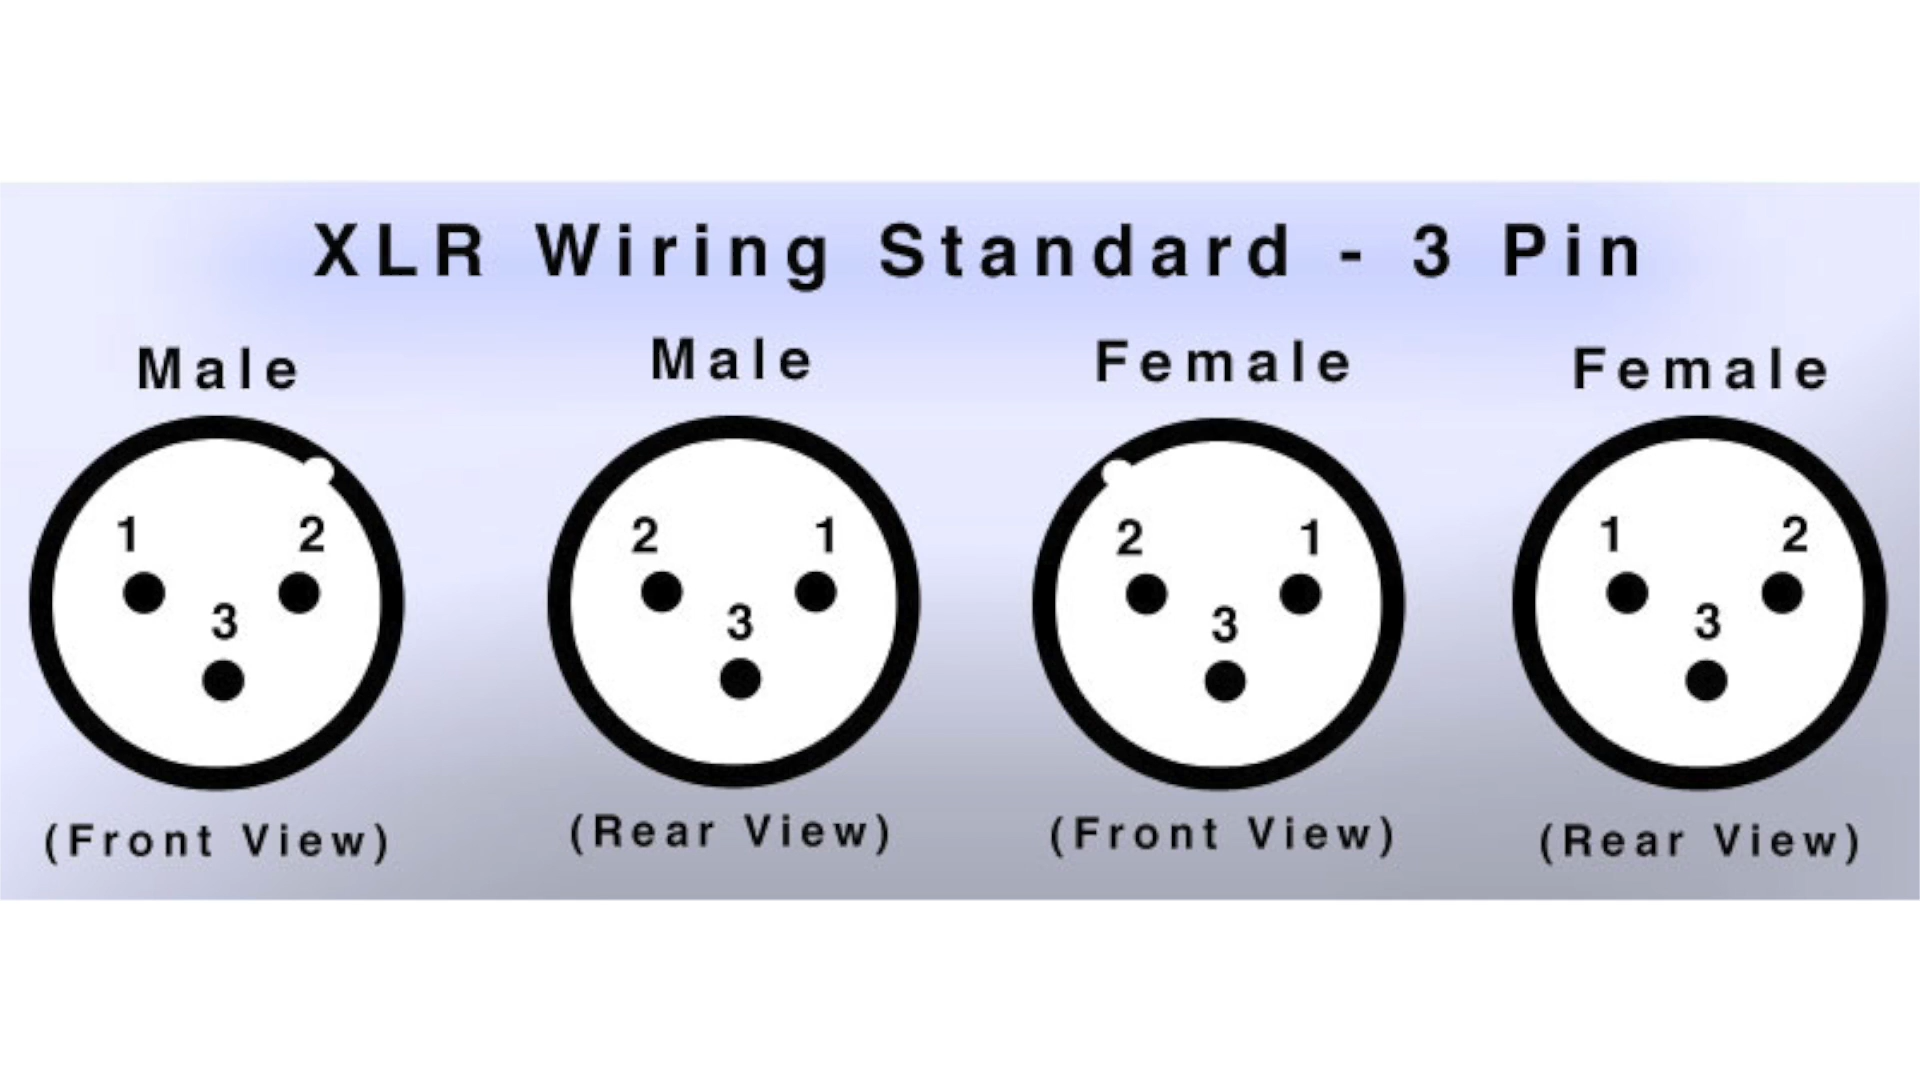 XLR Wiring Standard - 3 Pin
Male
Male
Female
Female
1 2
3
2 1
3
2 1
3
1 2
3
(Front View)
(Rear View)
(Front View)
(Rear View)